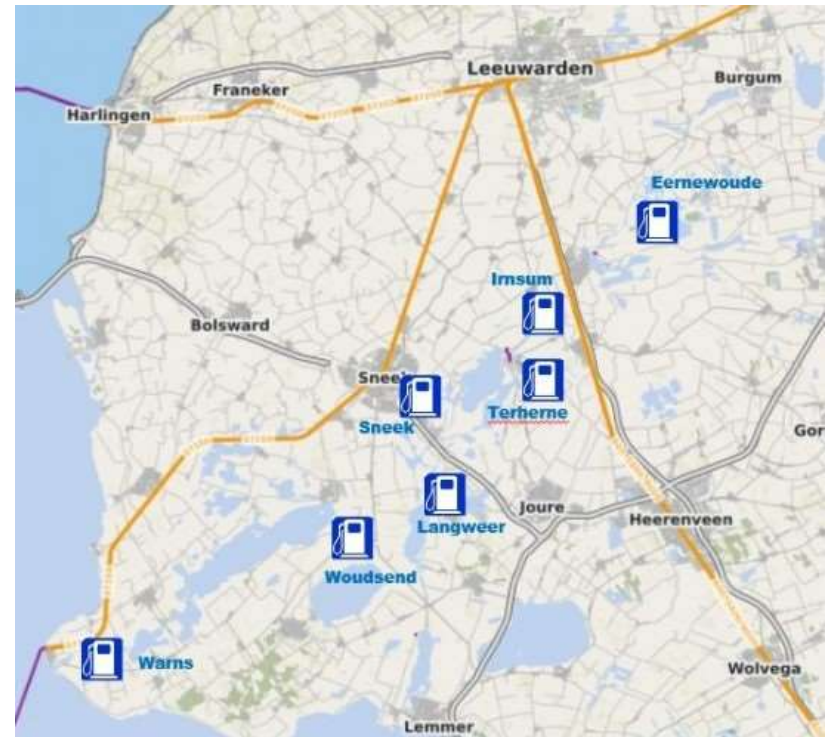 Leeuwarden
Burgum
Franeker
Harlingen
Eernewoude
Irnsum
Bolsward
Sneek
Terherne
Sneek
Gor
Langweer
Joure
Heerenveen
Woudsend
Warns
Wolvega
Lemmer